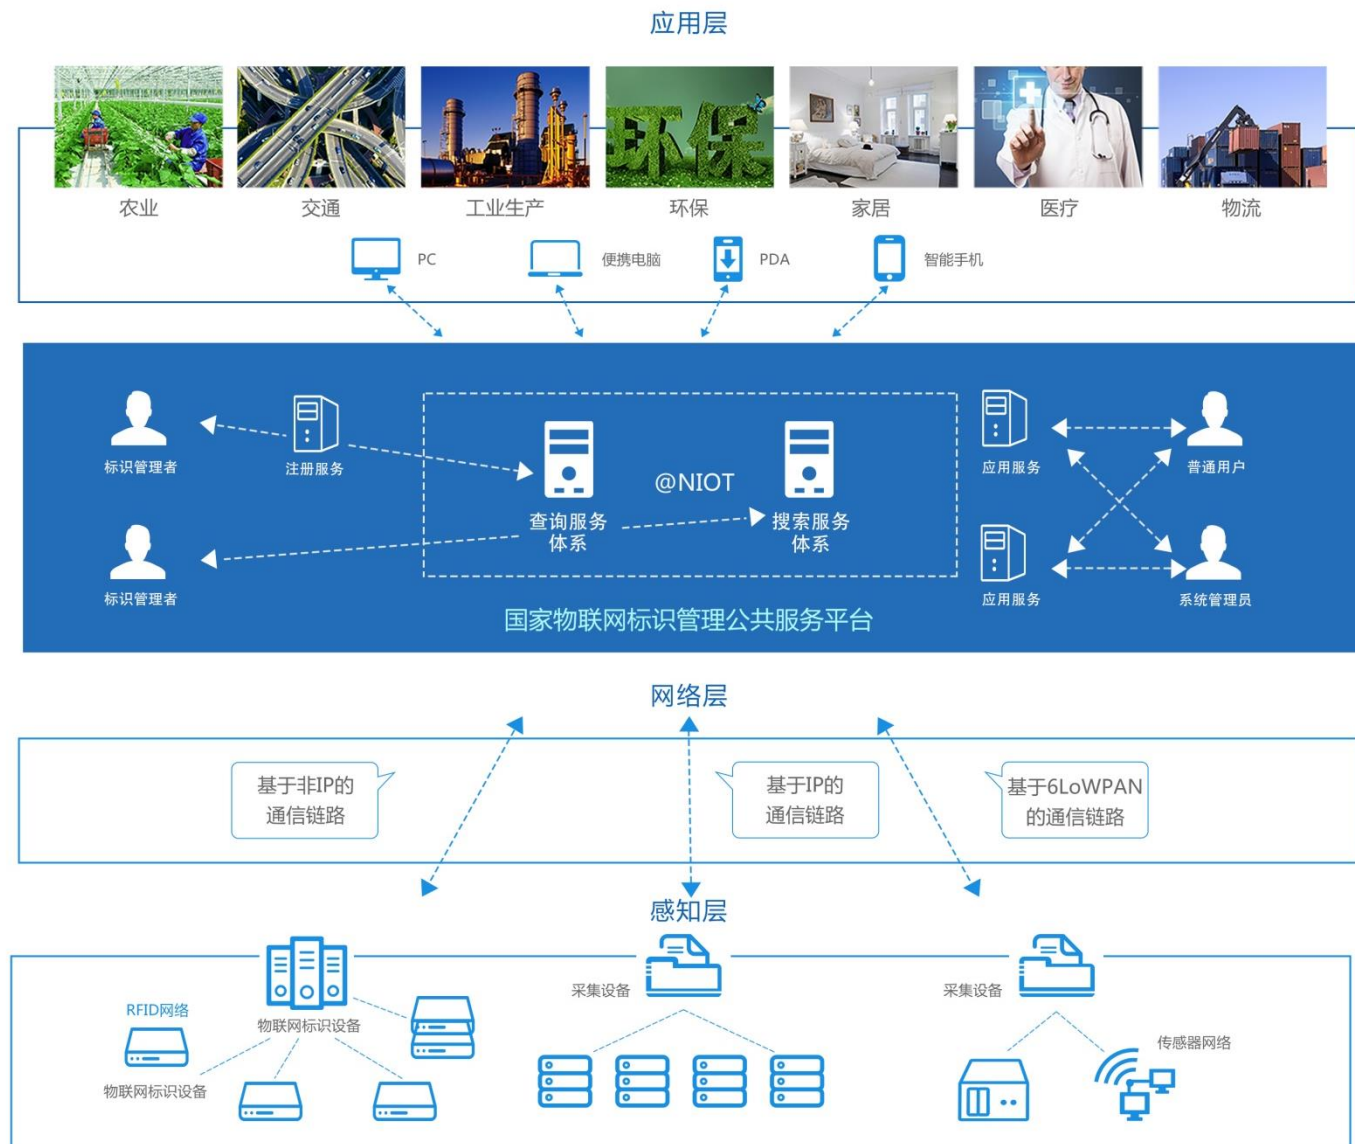 应用层
环保
农业
交通
工业生产
环保
家居
医疗
物流
PC
便携电脑
PDA
智能手机
标识管理者
注册服务
@NIOT
查询服务
体系
搜索服务
体系
应用服务
普通用户
标识管理者
应用服务
系统管理员
国家物联网标识管理公共服务平台
网络层
基于非IP的
通信链路
基于IP的
通信链路
基于6LoWPAN
的通信链路
感知层
RFID网络
物联网标识设备
物联网标识设备
采集设备
采集设备
传感器网络